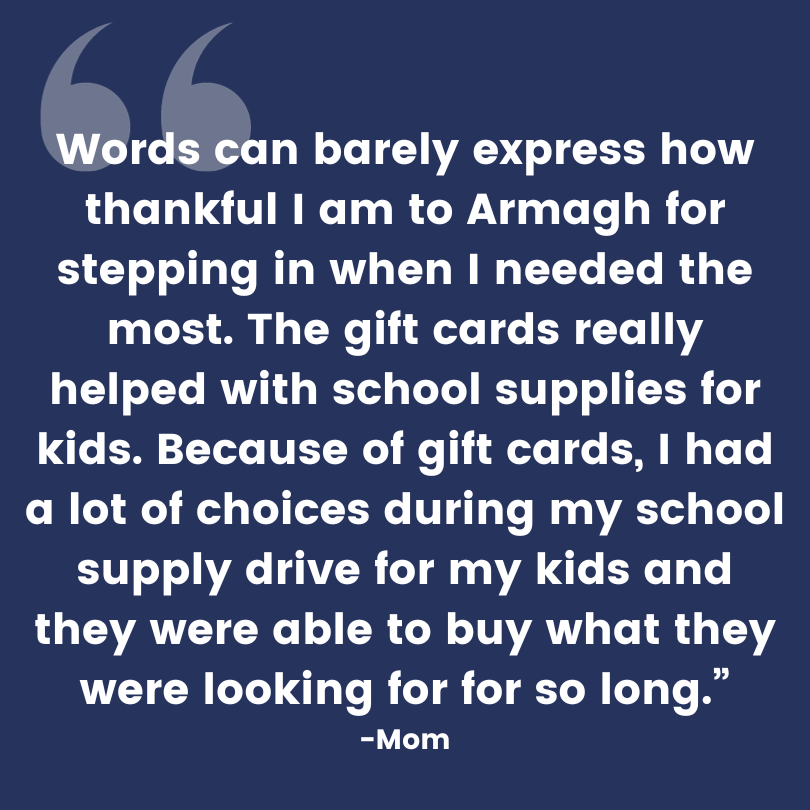 “
Words can barely express how
thankful I am to Armagh for
stepping in when I needed the
most. The gift cards really
helped with school supplies for
kids. Because of gift cards, I had
a lot of choices during my school
supply drive for my kids and
they were able to buy what they
were looking for for so long.”
-Mom